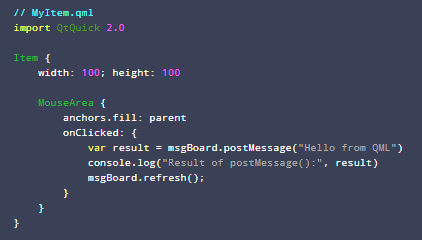 // MyItem.qml
import QtQuick 2.0

Item {
    width: 100; height: 100

    MouseArea {
        anchors.fill: parent
        onClicked: {
            var result = msgBoard.postMessage("Hello from QML")
            console.log("Result of postMessage():", result)
            msgBoard.refresh();
        }
    }
}